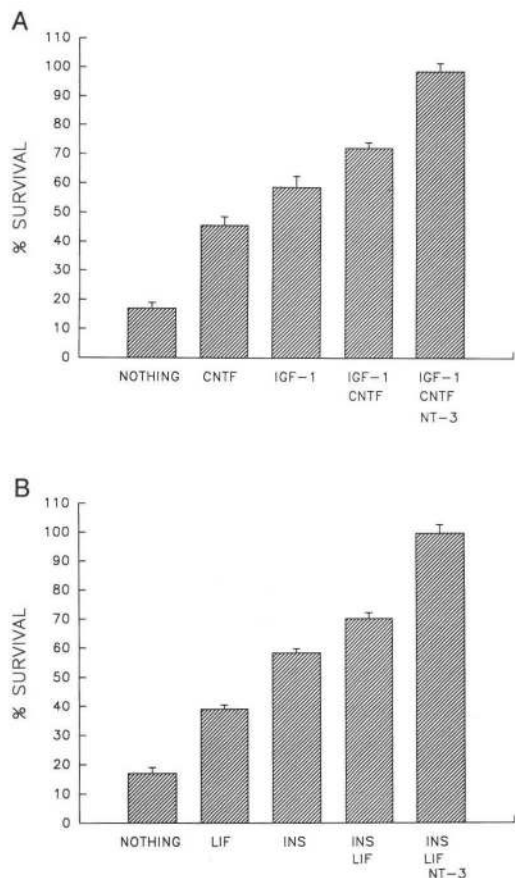 A
110
100
90
80
70
60
50
40
30
20
10
0
% SURVIVAL
NOTHING CNTF IGF-1 IGF-1 IGF-1
CNTF CNTF
NT-3
B
110
100
90
80
70
60
50
40
30
20
10
0
% SURVIVAL
NOTHING LIF INS INS INS
LIF LIF
NT-3